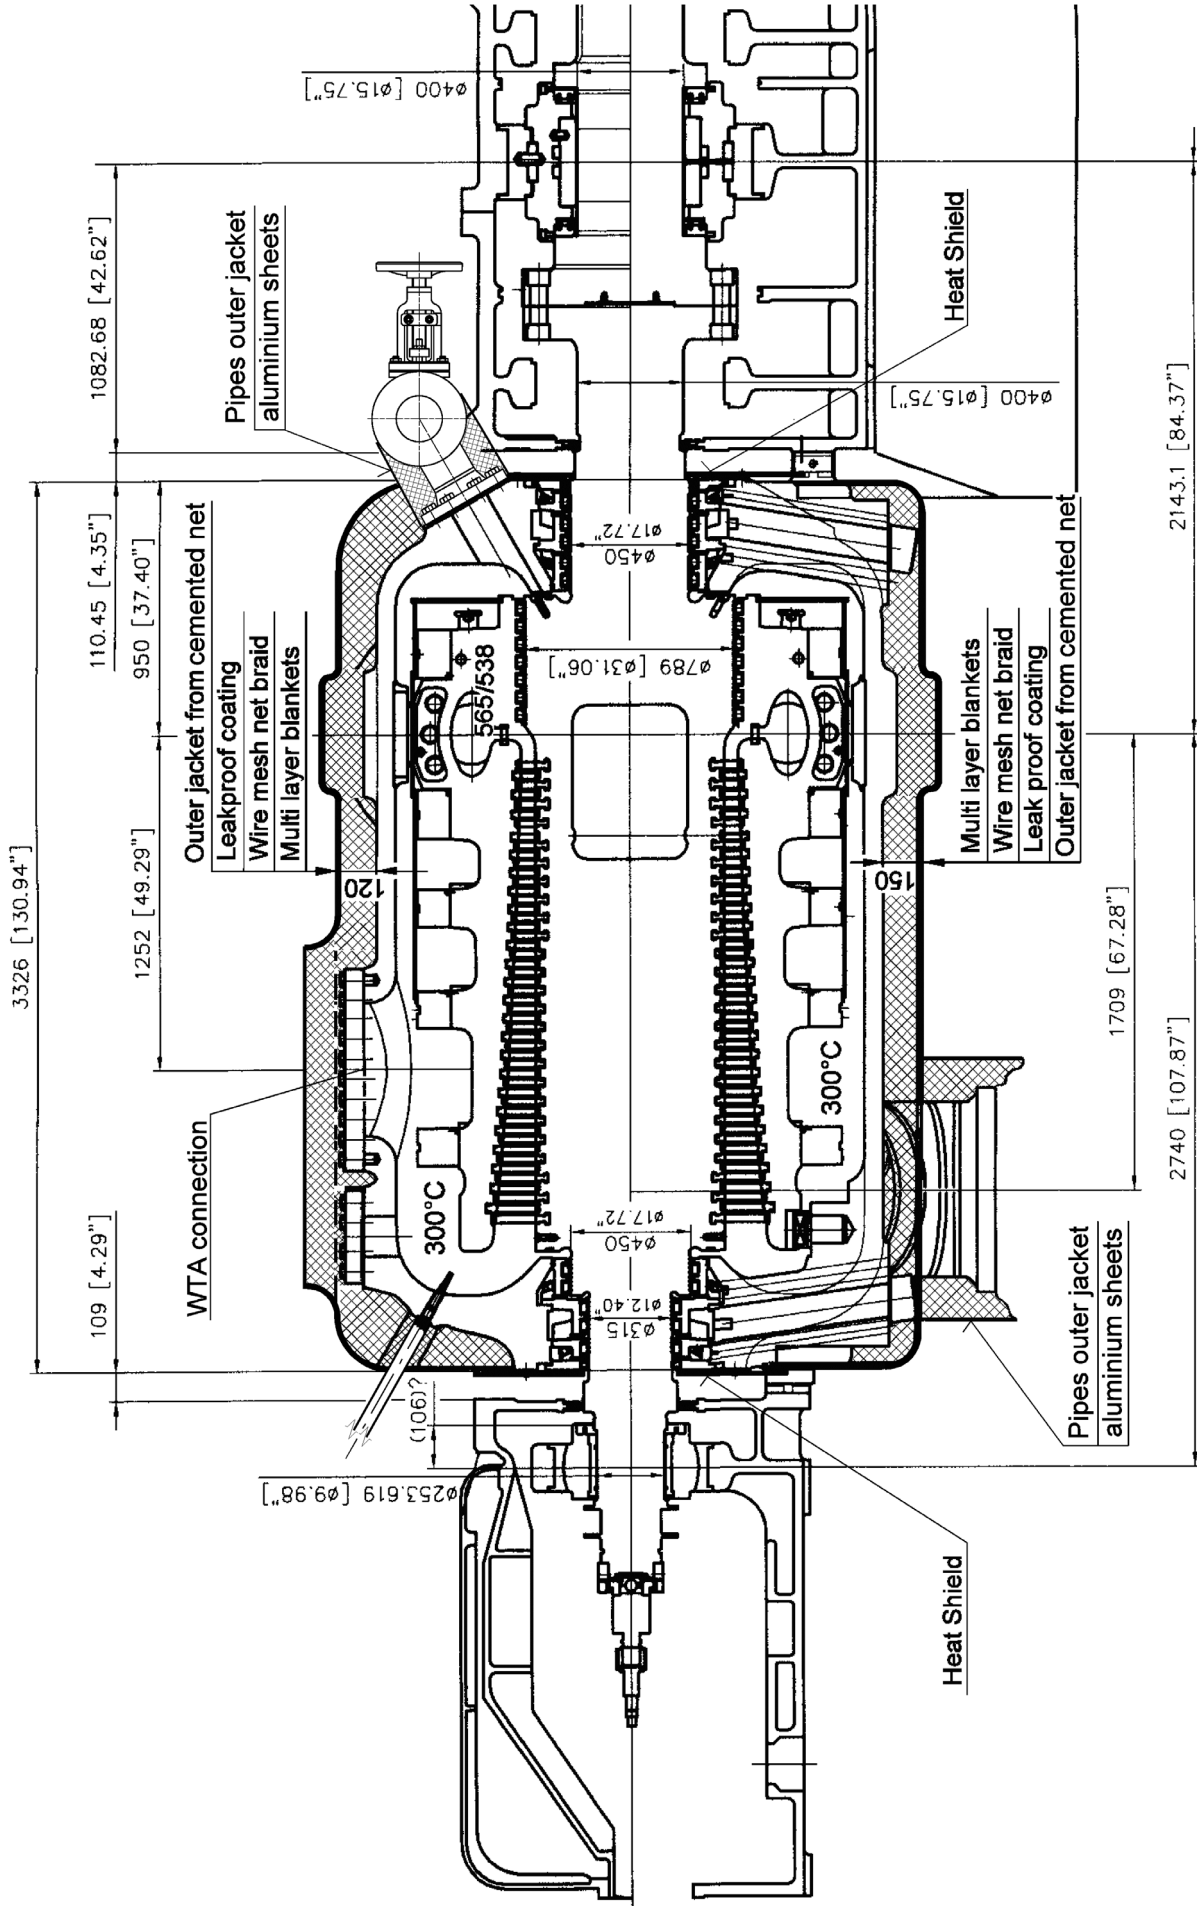 3326 [130.94"]
109 [4.29"]
1252 [49.29"]
950 [37.40"]
110.45 [4.35"]
1082.68 [42.62"]
WTA connection
Outer jacket from cemented net
Leakproof coating
Wire mesh net braid
Multi layer blankets
Pipes outer jacket
aluminium sheets
ø400 [ø15.75"]
120
(106)?
ø253.619 [ø9.98"]
300°C
565/538
ø315
ø12.40"
ø450
ø17.72"
ø789 [ø31.06"]
ø450
ø17.72"
300°C
150
ø400 [ø15.75"]
Heat Shield
Heat Shield
Multi layer blankets
Wire mesh net braid
Leak proof coating
Outer jacket from cemented net
Pipes outer jacket
aluminium sheets
1709 [67.28"]
2740 [107.87"]
2143.1 [84.37"]